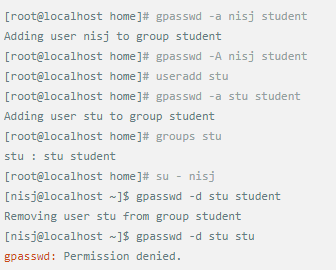 [root@localhost home]# gpasswd -a nisj student
Adding user nisj to group student
[root@localhost home]# gpasswd -A nisj student
[root@localhost home]# useradd stu
[root@localhost home]# gpasswd -a stu student
Adding user stu to group student
[root@localhost home]# groups stu
stu : stu student
[root@localhost home]# su - nisj
[nisj@localhost ~]$ gpasswd -d stu student
Removing user stu from group student
[nisj@localhost ~]$ gpasswd -d stu stu
gpasswd: Permission denied.